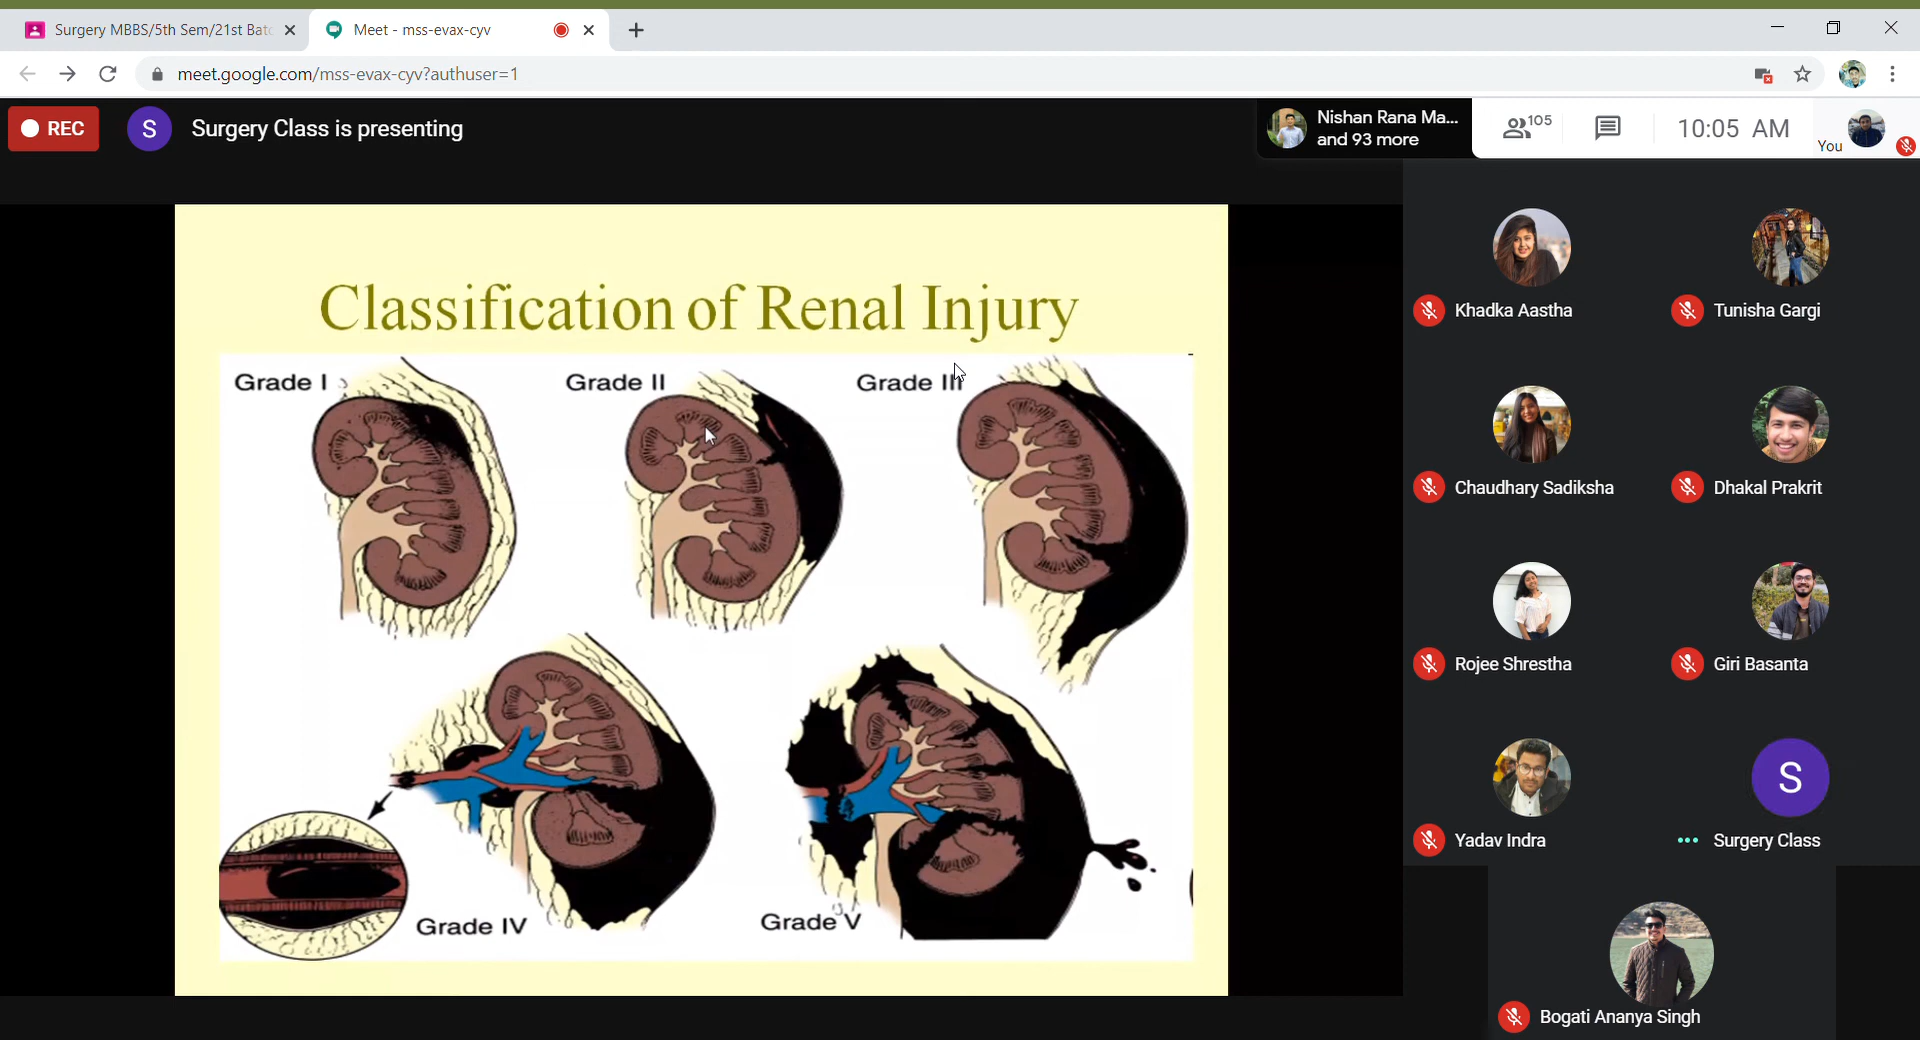 Surgery MBBS/5th Sem/21st Bat
Meet - mss-evax-cyv
meet.google.com/mss-evax-cyv?authuser=1
REC
S
Surgery Class is presenting
Nishan Rana Ma...
and 93 more
105
10:05 AM
You
Classification of Renal Injury
Grade I
Grade II
Grade III
Grade IV
Grade V
Khadka Aastha
Tunisha Gargi
Chaudhary Sadiksha
Dhakal Prakrit
Rojee Shrestha
Giri Basanta
Yadav Indra
S
Surgery Class
Bogati Ananya Singh